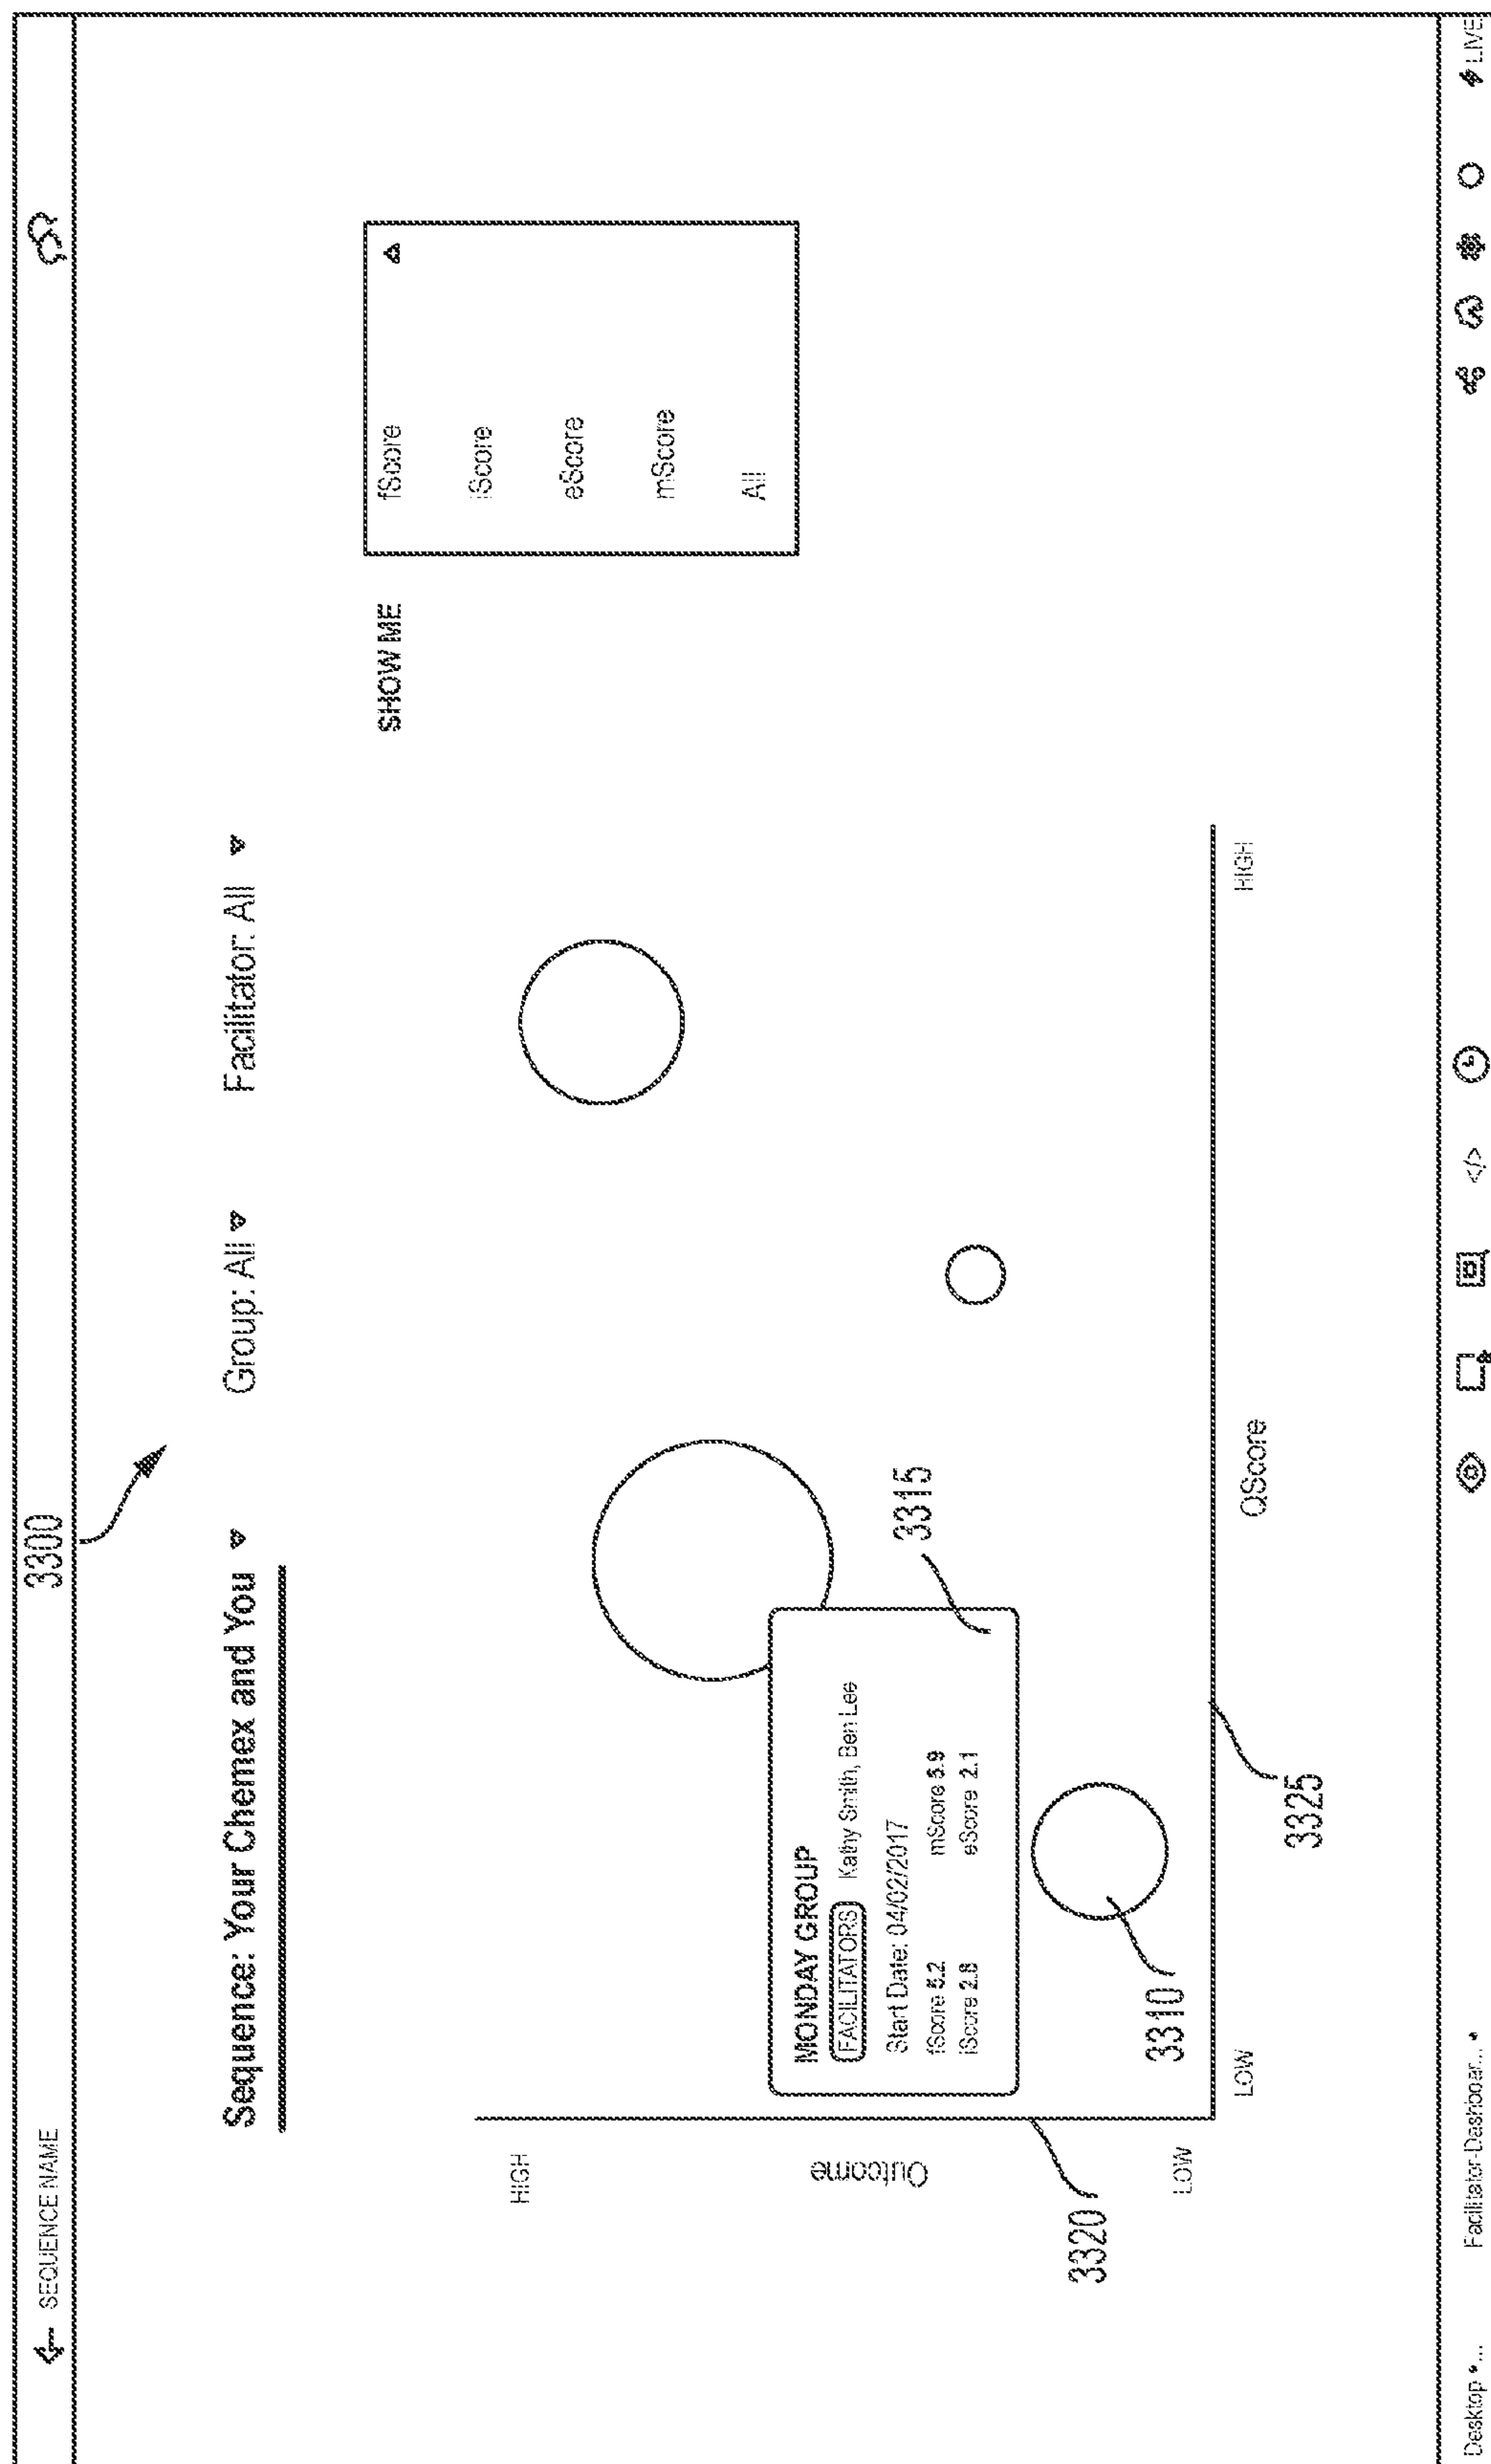 3300
SEQUENCE NAME
Sequence: Your Chemex and You
Group: All
Facilitator: All
SHOW ME
fScore
iScore
eScore
mScore
All
HIGH
Outcome
LOW
3320
MONDAY GROUP
FACILITATORS Kathy Smith, Ben Lee
Start Date: 04/02/2017
fScore 5.2 mScore 5.9
iScore 2.8 eScore 2.1
3315
3310
LOW
QScore
HIGH
3325
Desktop ...
Facilitator-Dashboar...
</>
LIVE